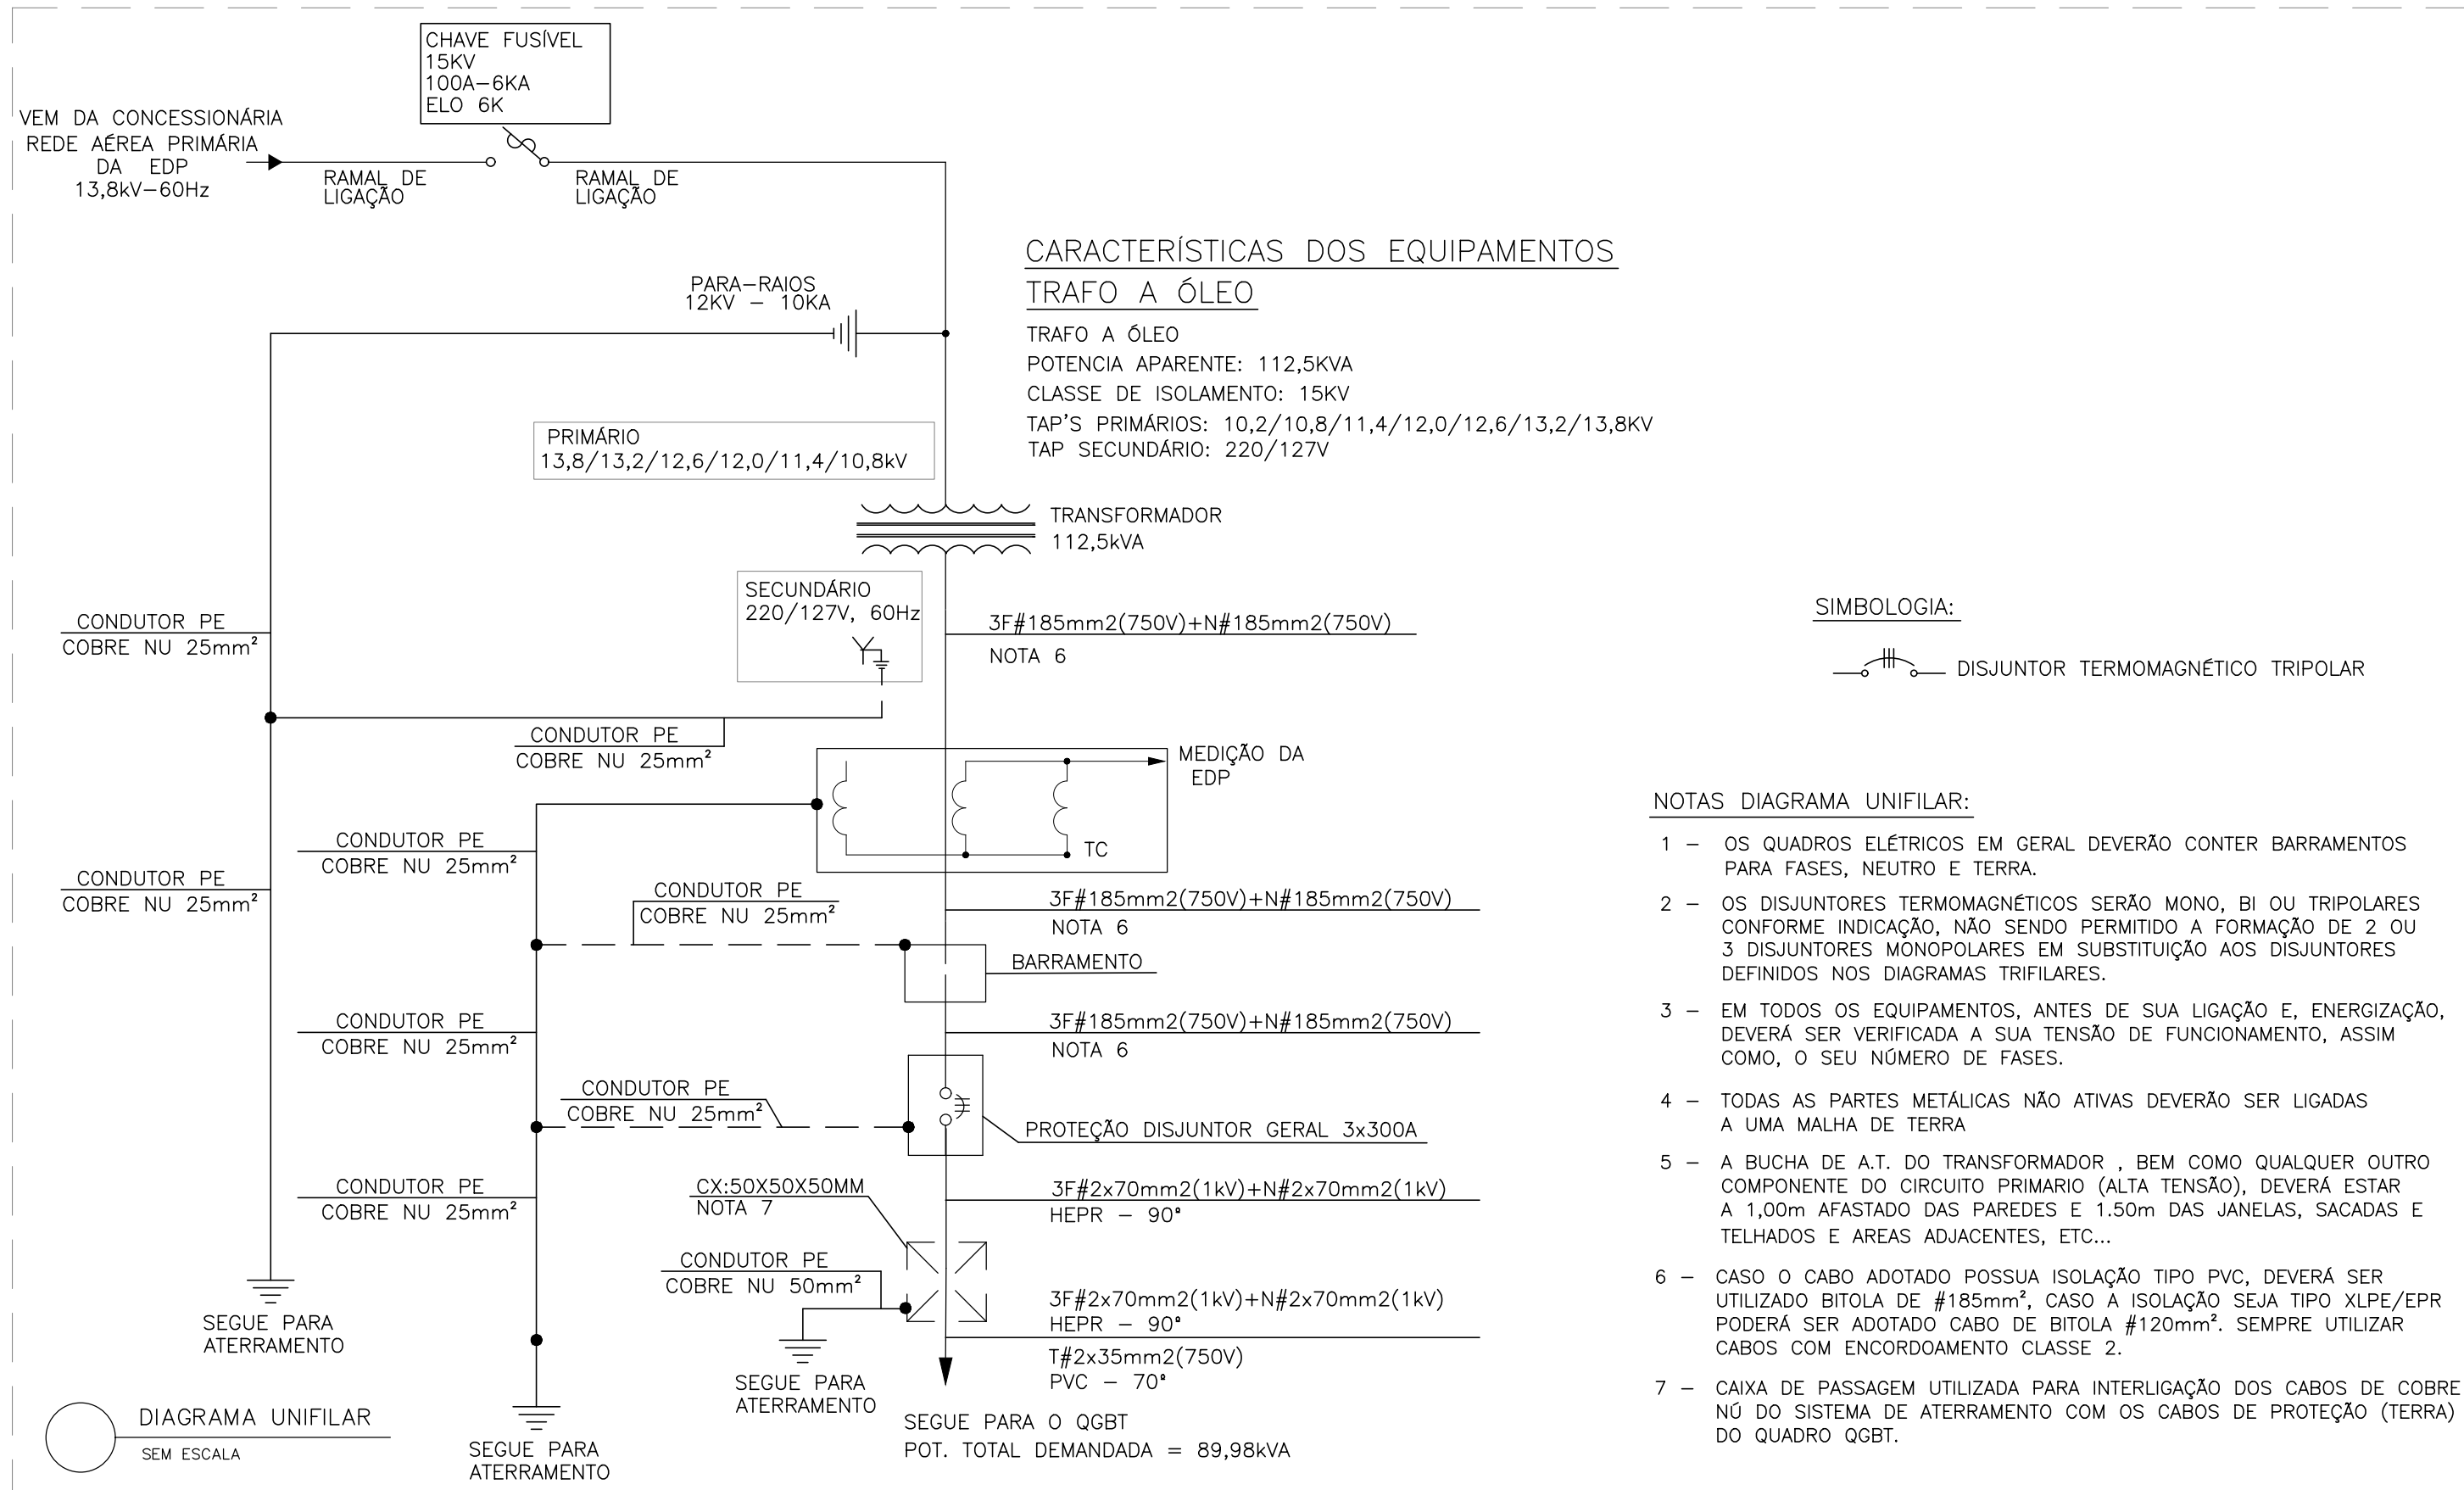 CHAVE FUSÍVEL
15KV
100A-6KA
ELO 6K
VEM DA CONCESSIONÁRIA
REDE AÉREA PRIMÁRIA
DA EDP
13,8kV-60Hz
RAMAL DE
LIGAÇÃO
RAMAL DE
LIGAÇÃO
CARACTERÍSTICAS DOS EQUIPAMENTOS
TRAFO A ÓLEO
TRAFO A ÓLEO
POTENCIA APARENTE: 112,5KVA
CLASSE DE ISOLAMENTO: 15KV
TAP'S PRIMÁRIOS: 10,2/10,8/11,4/12,0/12,6/13,2/13,8KV
TAP SECUNDÁRIO: 220/127V
PARA-RAIOS
12KV - 10KA
PRIMÁRIO
13,8/13,2/12,6/12,0/11,4/10,8kV
TRANSFORMADOR
112,5kVA
SECUNDÁRIO
220/127V, 60Hz
3F#185mm2(750V)+N#185mm2(750V)
NOTA 6
CONDUTOR PE
COBRE NU 25mm²
CONDUTOR PE
COBRE NU 25mm²
MEDIÇÃO DA
EDP
TC
CONDUTOR PE
COBRE NU 25mm²
CONDUTOR PE
COBRE NU 25mm²
CONDUTOR PE
COBRE NU 25mm²
3F#185mm2(750V)+N#185mm2(750V)
NOTA 6
BARRAMENTO
CONDUTOR PE
COBRE NU 25mm²
3F#185mm2(750V)+N#185mm2(750V)
NOTA 6
CONDUTOR PE
COBRE NU 25mm²
PROTEÇÃO DISJUNTOR GERAL 3x300A
CONDUTOR PE
COBRE NU 25mm²
CX:50X50X50MM
NOTA 7
3F#2x70mm2(1kV)+N#2x70mm2(1kV)
HEPR - 90°
CONDUTOR PE
COBRE NU 50mm²
3F#2x70mm2(1kV)+N#2x70mm2(1kV)
HEPR - 90°
T#2x35mm2(750V)
PVC - 70°
SEGUE PARA
ATERRAMENTO
SEGUE PARA
ATERRAMENTO
SEGUE PARA
ATERRAMENTO
SEGUE PARA O QGBT
POT. TOTAL DEMANDADA = 89,98kVA
DIAGRAMA UNIFILAR
SEM ESCALA
SIMBOLOGIA:
DISJUNTOR TERMOMAGNÉTICO TRIPOLAR
NOTAS DIAGRAMA UNIFILAR:
1 - OS QUADROS ELÉTRICOS EM GERAL DEVERÃO CONTER BARRAMENTOS
PARA FASES, NEUTRO E TERRA.
2 - OS DISJUNTORES TERMOMAGNÉTICOS SERÃO MONO, BI OU TRIPOLARES
CONFORME INDICAÇÃO, NÃO SENDO PERMITIDO A FORMAÇÃO DE 2 OU
3 DISJUNTORES MONOPOLARES EM SUBSTITUIÇÃO AOS DISJUNTORES
DEFINIDOS NOS DIAGRAMAS TRIFILARES.
3 - EM TODOS OS EQUIPAMENTOS, ANTES DE SUA LIGAÇÃO E, ENERGIZAÇÃO,
DEVERÁ SER VERIFICADA A SUA TENSÃO DE FUNCIONAMENTO, ASSIM
COMO, O SEU NÚMERO DE FASES.
4 - TODAS AS PARTES METÁLICAS NÃO ATIVAS DEVERÃO SER LIGADAS
A UMA MALHA DE TERRA
5 - A BUCHA DE A.T. DO TRANSFORMADOR , BEM COMO QUALQUER OUTRO
COMPONENTE DO CIRCUITO PRIMARIO (ALTA TENSÃO), DEVERÁ ESTAR
A 1,00m AFASTADO DAS PAREDES E 1.50m DAS JANELAS, SACADAS E
TELHADOS E AREAS ADJACENTES, ETC...
6 - CASO O CABO ADOTADO POSSUA ISOLAÇÃO TIPO PVC, DEVERÁ SER
UTILIZADO BITOLA DE #185mm², CASO A ISOLAÇÃO SEJA TIPO XLPE/EPR
PODERÁ SER ADOTADO CABO DE BITOLA #120mm². SEMPRE UTILIZAR
CABOS COM ENCORDOAMENTO CLASSE 2.
7 - CAIXA DE PASSAGEM UTILIZADA PARA INTERLIGAÇÃO DOS CABOS DE COBRE
NÚ DO SISTEMA DE ATERRAMENTO COM OS CABOS DE PROTEÇÃO (TERRA)
DO QUADRO QGBT.